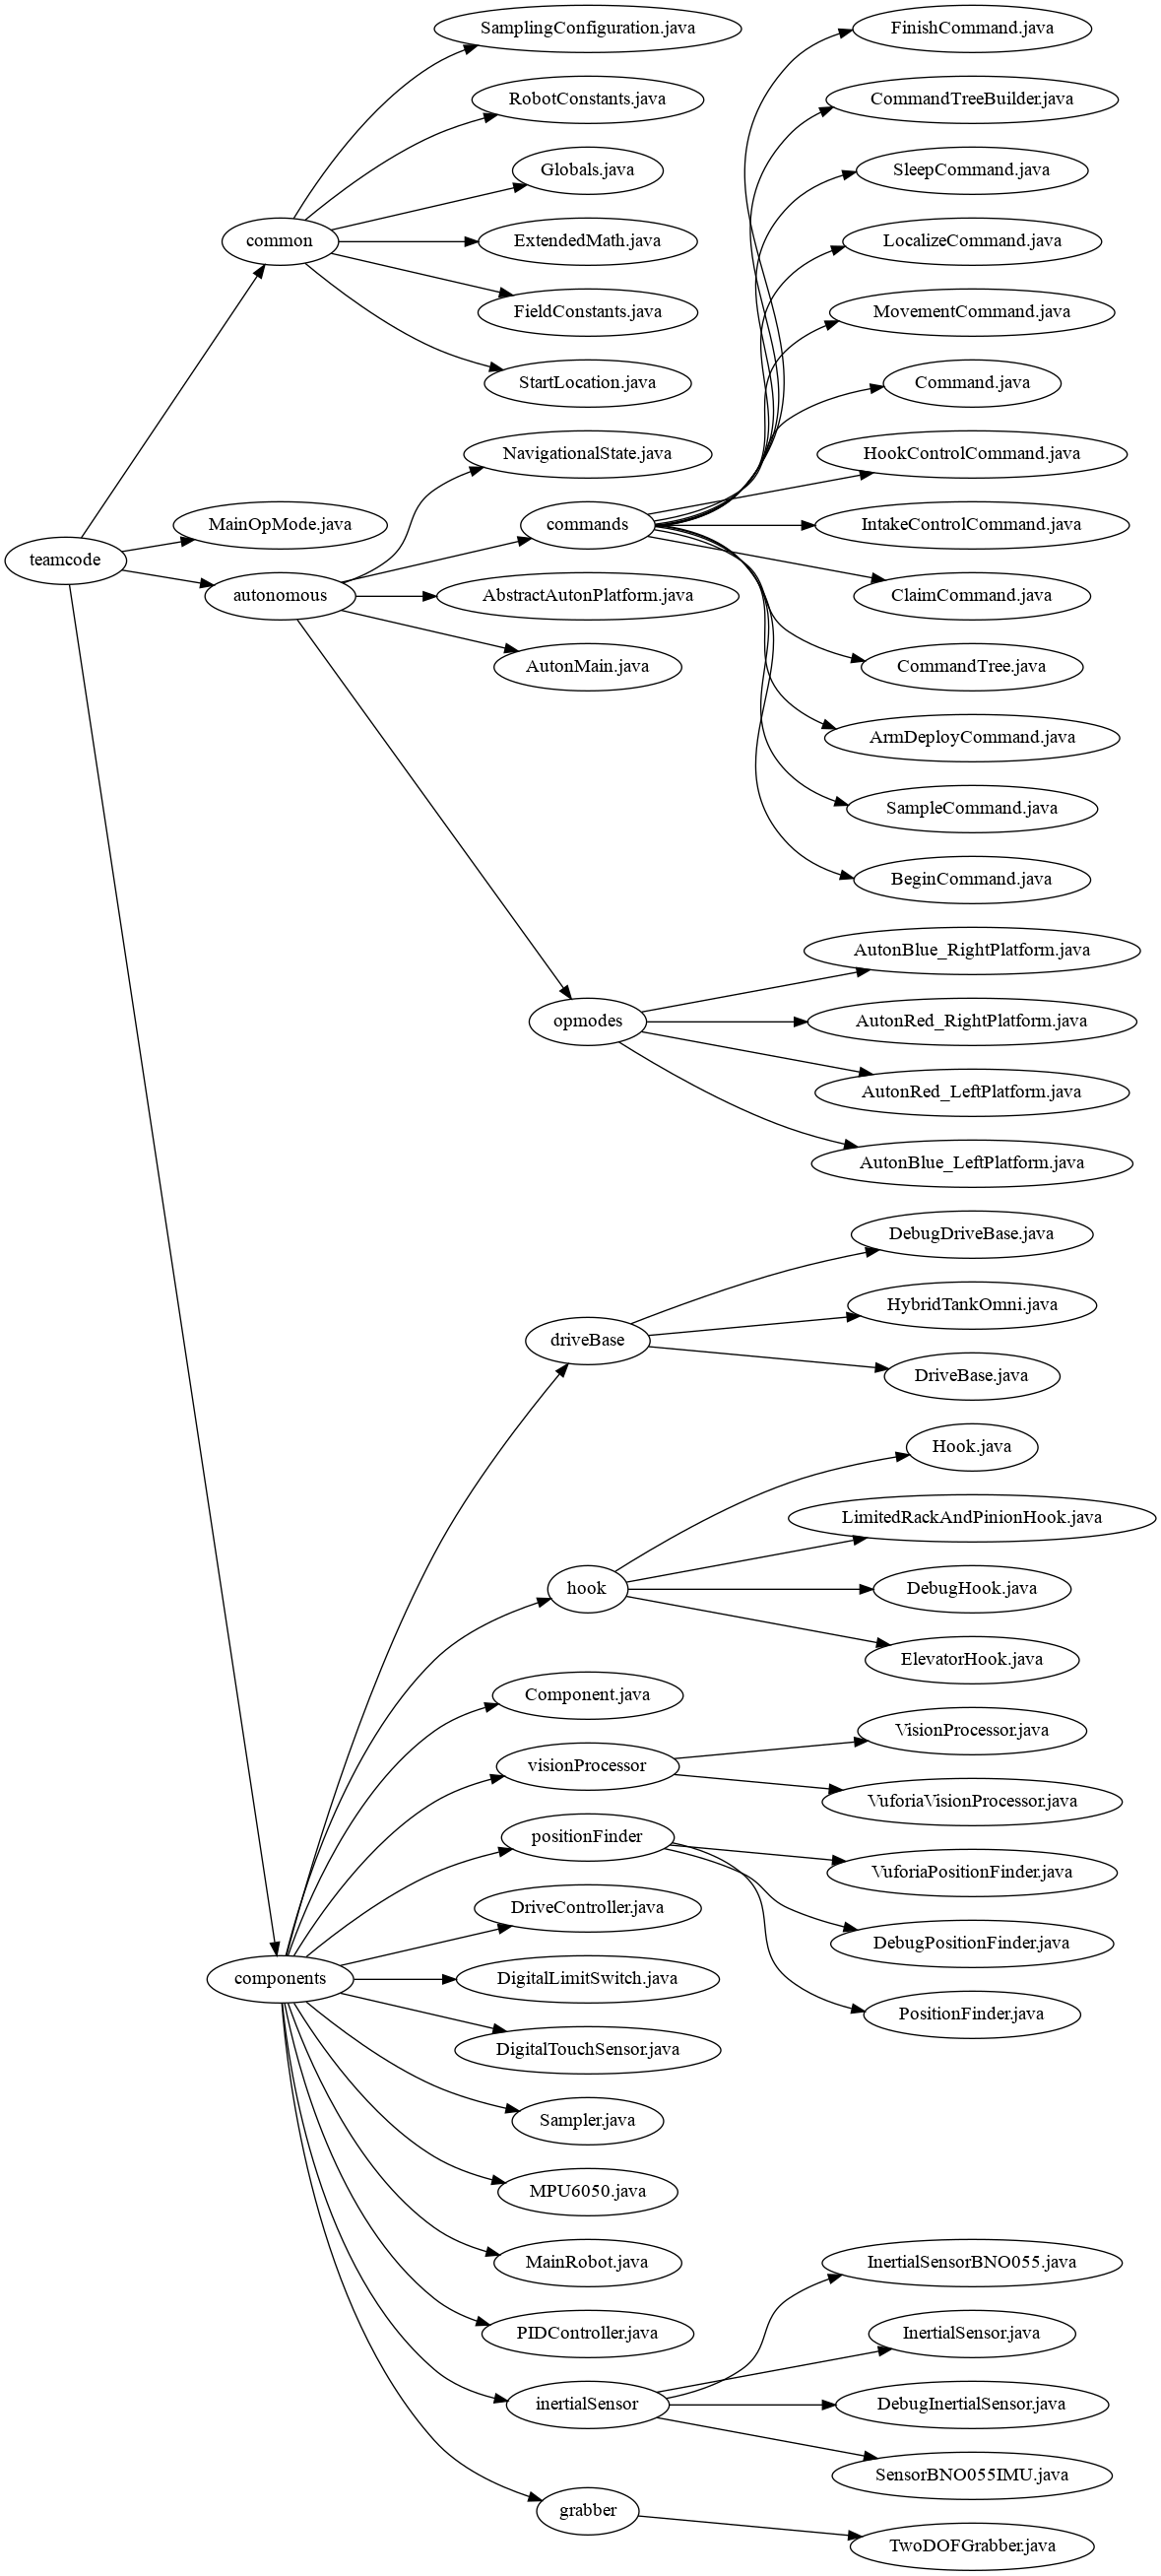 SamplingConfiguration.java
FinishCommand.java
RobotConstants.java
CommandTreeBuilder.java
Globals.java
SleepCommand.java
common
ExtendedMath.java
LocalizeCommand.java
FieldConstants.java
MovementCommand.java
StartLocation.java
Command.java
NavigationalState.java
HookControlCommand.java
MainOpMode.java
commands
IntakeControlCommand.java
teamcode
autonomous
AbstractAutonPlatform.java
ClaimCommand.java
AutonMain.java
CommandTree.java
ArmDeployCommand.java
SampleCommand.java
BeginCommand.java
AutonBlue_RightPlatform.java
opmodes
AutonRed_RightPlatform.java
AutonRed_LeftPlatform.java
AutonBlue_LeftPlatform.java
DebugDriveBase.java
HybridTankOmni.java
driveBase
DriveBase.java
Hook.java
LimitedRackAndPinionHook.java
hook
DebugHook.java
ElevatorHook.java
Component.java
VisionProcessor.java
visionProcessor
VuforiaVisionProcessor.java
positionFinder
VuforiaPositionFinder.java
DriveController.java
DebugPositionFinder.java
components
DigitalLimitSwitch.java
PositionFinder.java
DigitalTouchSensor.java
Sampler.java
MPU6050.java
MainRobot.java
InertialSensorBNO055.java
PIDController.java
InertialSensor.java
inertialSensor
DebugInertialSensor.java
SensorBNO055IMU.java
grabber
TwoDOFGrabber.java